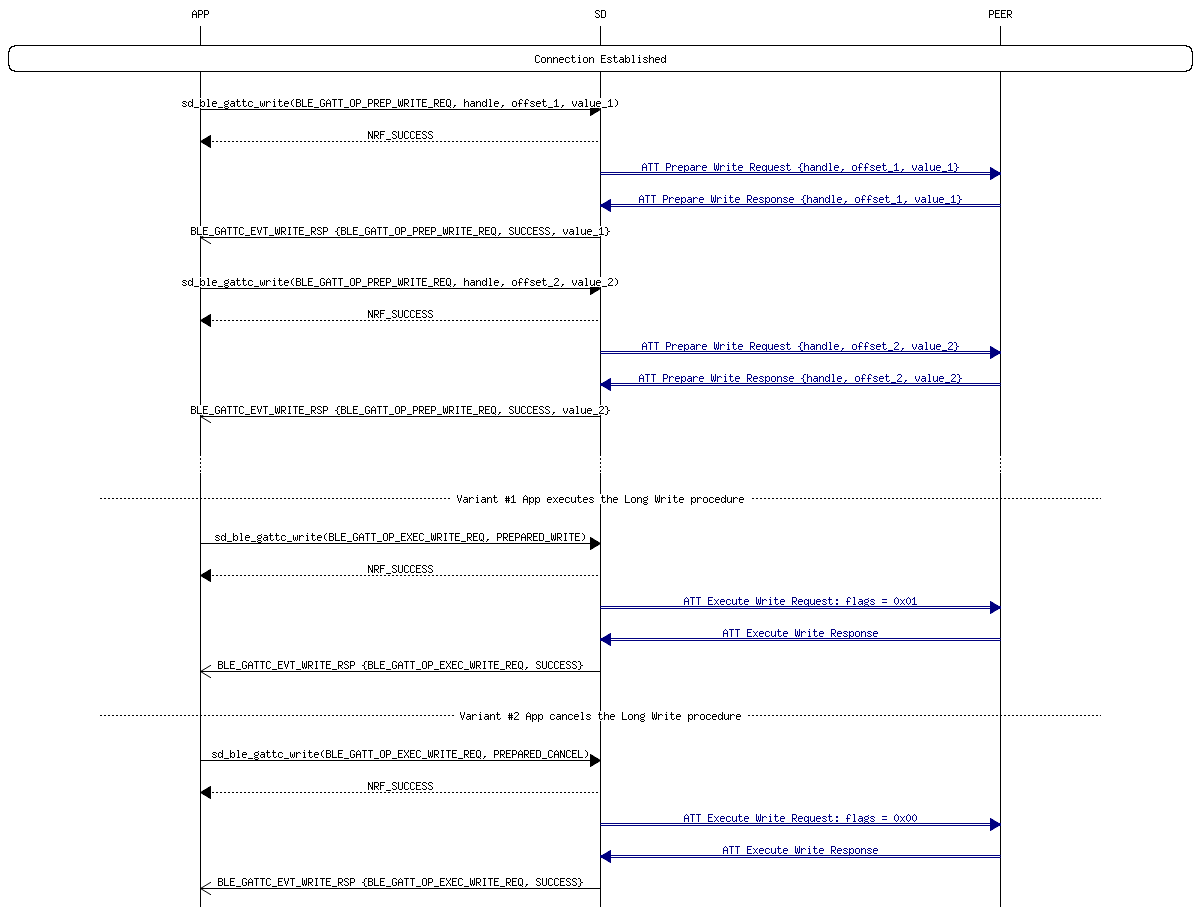 APP SD PEER
Connection Established
sd_ble_gattc_write(BLE_GATT_OP_PREP_WRITE_REQ, handle, offset_1, value_1)
NRF_SUCCESS
ATT Prepare Write Request {handle, offset_1, value_1}
ATT Prepare Write Response {handle, offset_1, value_1}
BLE_GATTC_EVT_WRITE_RSP {BLE_GATT_OP_PREP_WRITE_REQ, SUCCESS, value_1}
sd_ble_gattc_write(BLE_GATT_OP_PREP_WRITE_REQ, handle, offset_2, value_2)
NRF_SUCCESS
ATT Prepare Write Request {handle, offset_2, value_2}
ATT Prepare Write Response {handle, offset_2, value_2}
BLE_GATTC_EVT_WRITE_RSP {BLE_GATT_OP_PREP_WRITE_REQ, SUCCESS, value_2}
Variant #1 App executes the Long Write procedure
sd_ble_gattc_write(BLE_GATT_OP_EXEC_WRITE_REQ, PREPARED_WRITE)
NRF_SUCCESS
ATT Execute Write Request: flags = 0x01
ATT Execute Write Response
BLE_GATTC_EVT_WRITE_RSP {BLE_GATT_OP_EXEC_WRITE_REQ, SUCCESS}
Variant #2 App cancels the Long Write procedure
sd_ble_gattc_write(BLE_GATT_OP_EXEC_WRITE_REQ, PREPARED_CANCEL)
NRF_SUCCESS
ATT Execute Write Request: flags = 0x00
ATT Execute Write Response
BLE_GATTC_EVT_WRITE_RSP {BLE_GATT_OP_EXEC_WRITE_REQ, SUCCESS}